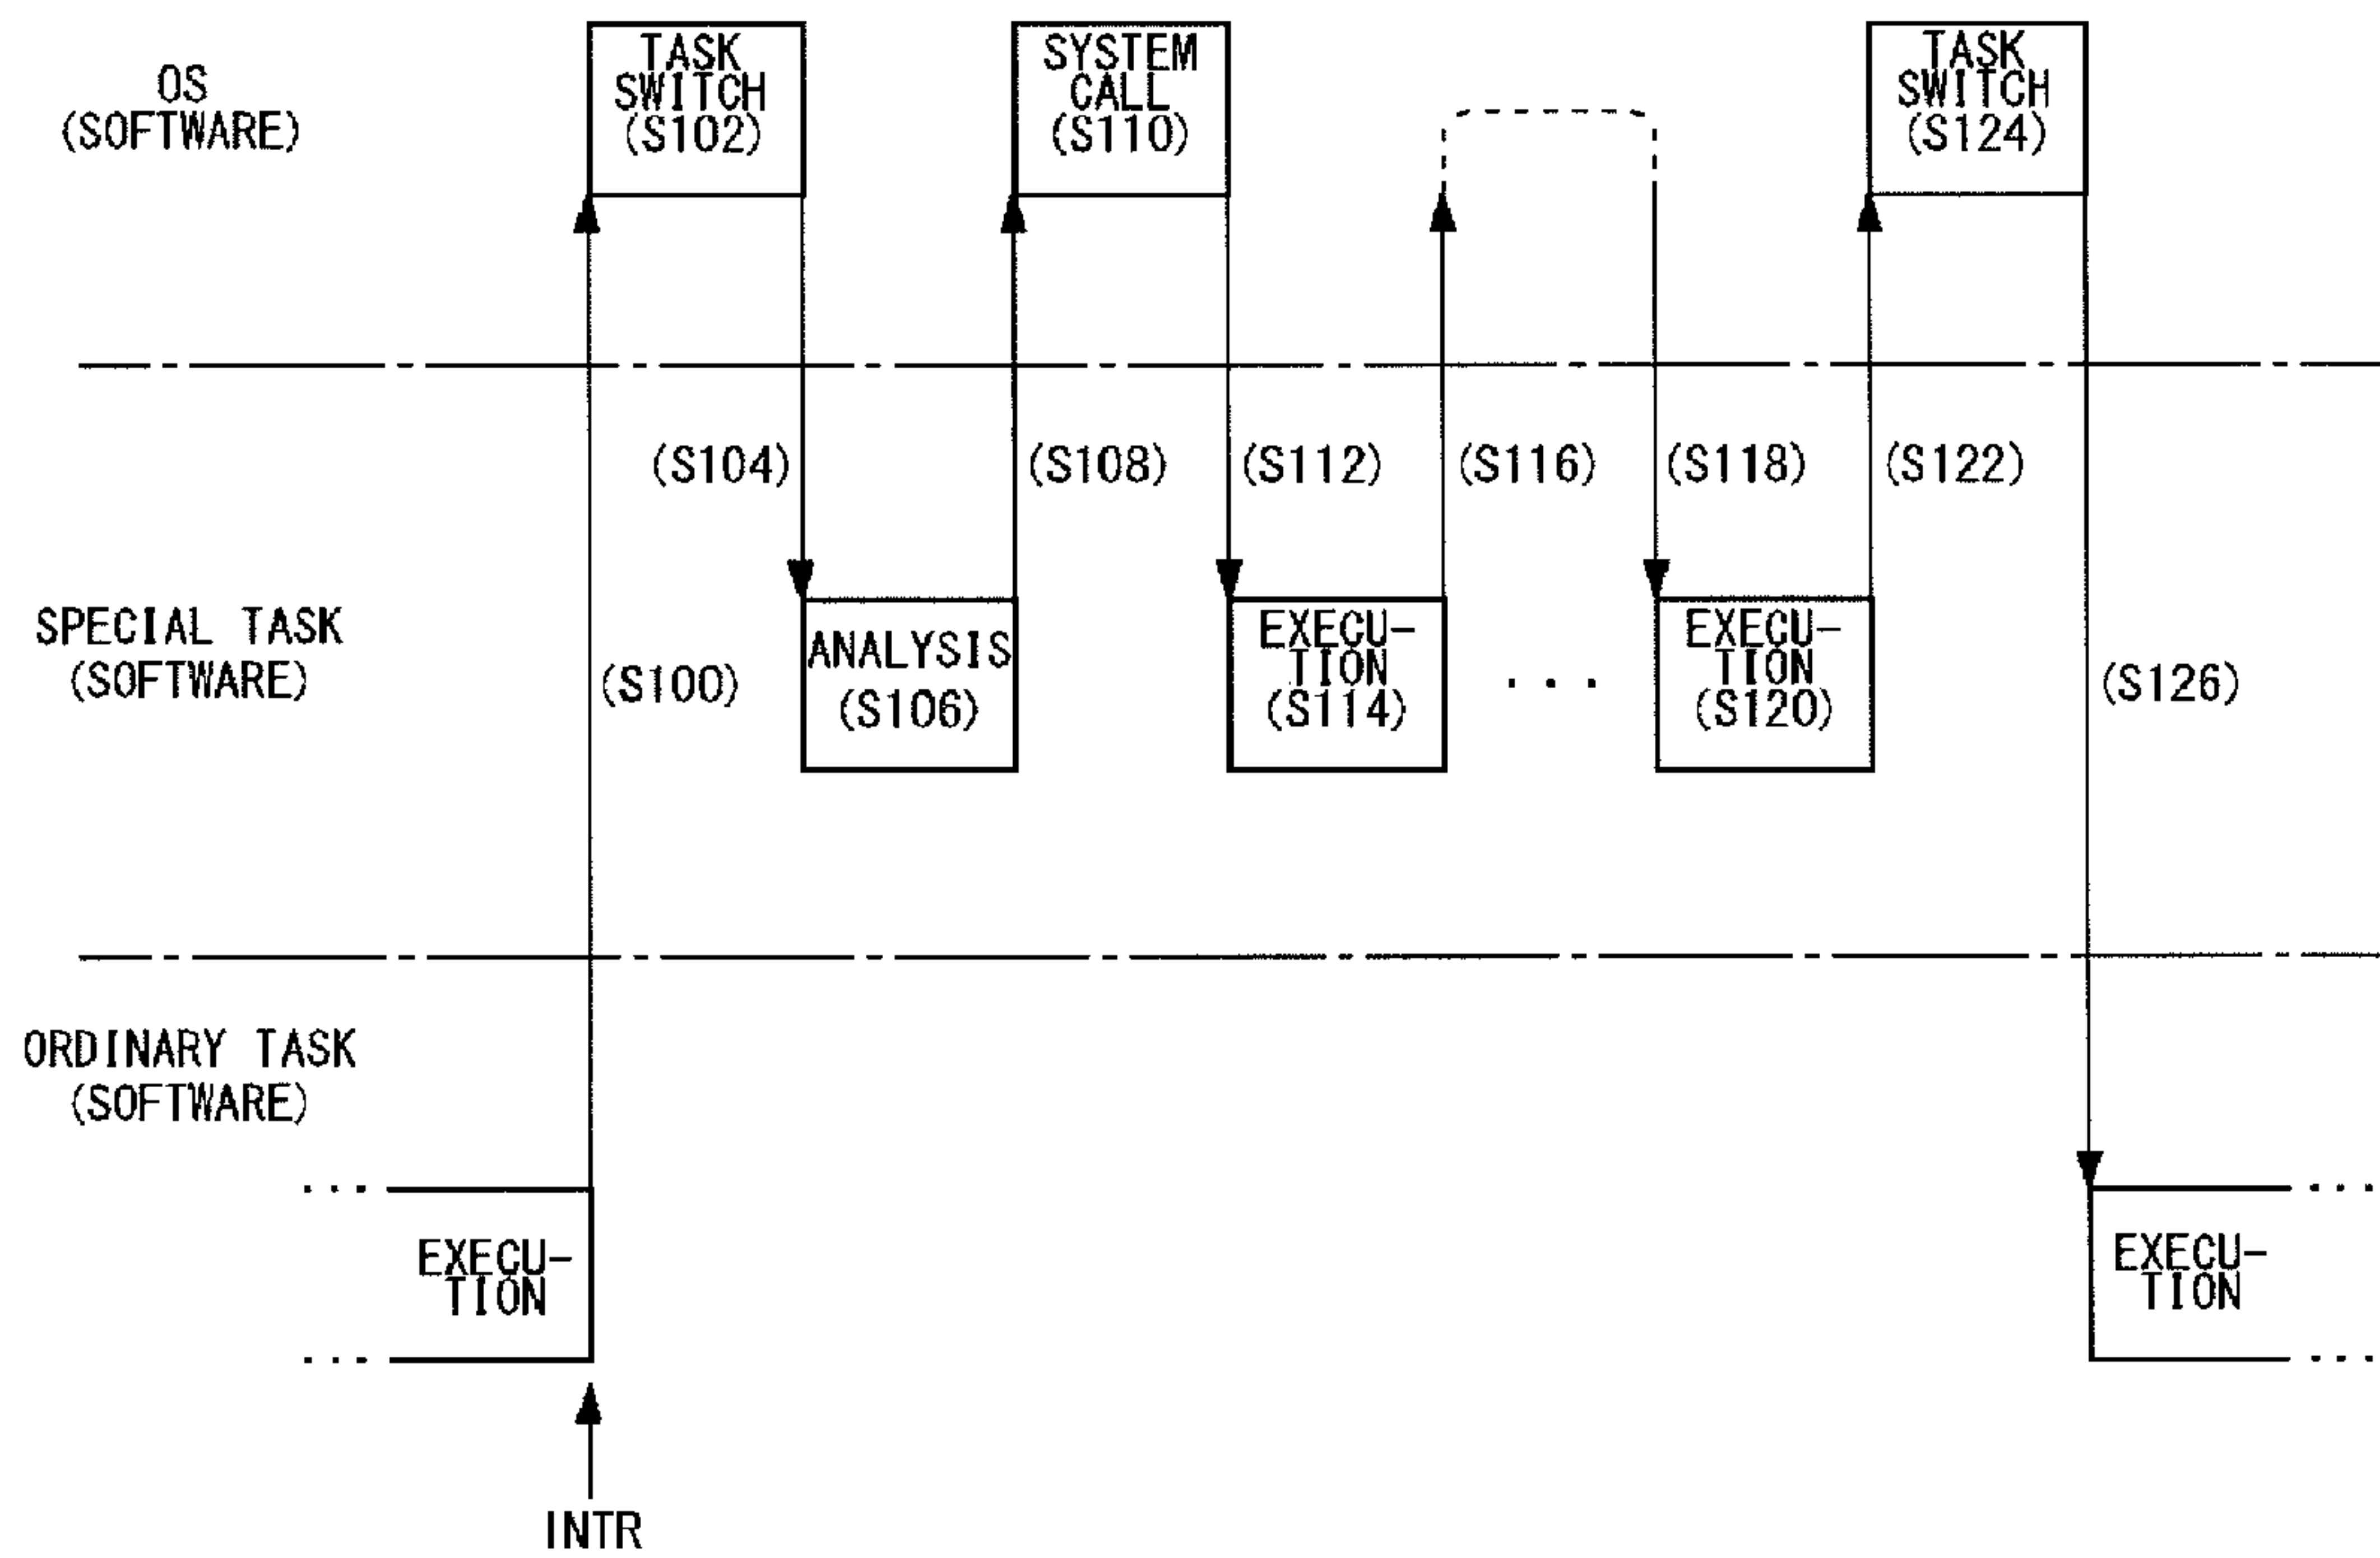 OS
(SOFTWARE)
TASK
SWITCH
(S102)
SYSTEM
CALL
(S110)
TASK
SWITCH
(S124)
(S104)
(S108)
(S112)
(S116)
(S118)
(S122)
SPECIAL TASK
(SOFTWARE)
(S100)
ANALYSIS
(S106)
EXECU-
TION
(S114)
...
EXECU-
TION
(S120)
(S126)
ORDINARY TASK
(SOFTWARE)
... ...
EXECU-
TION
EXECU-
TION
... ...
INTR